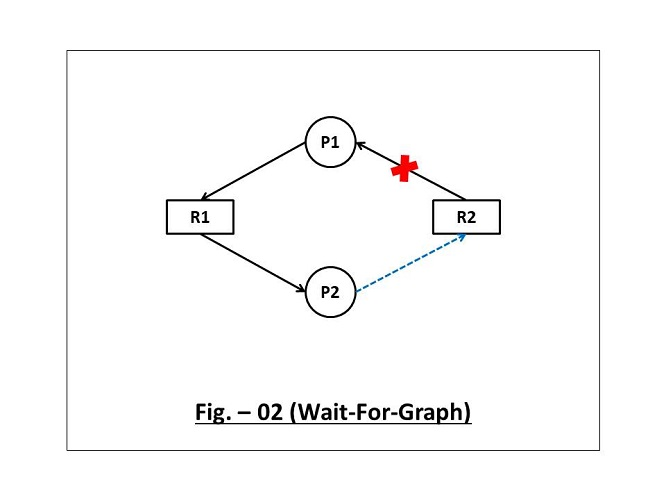 P1
R1
R2
P2
Fig. – 02 (Wait-For-Graph)